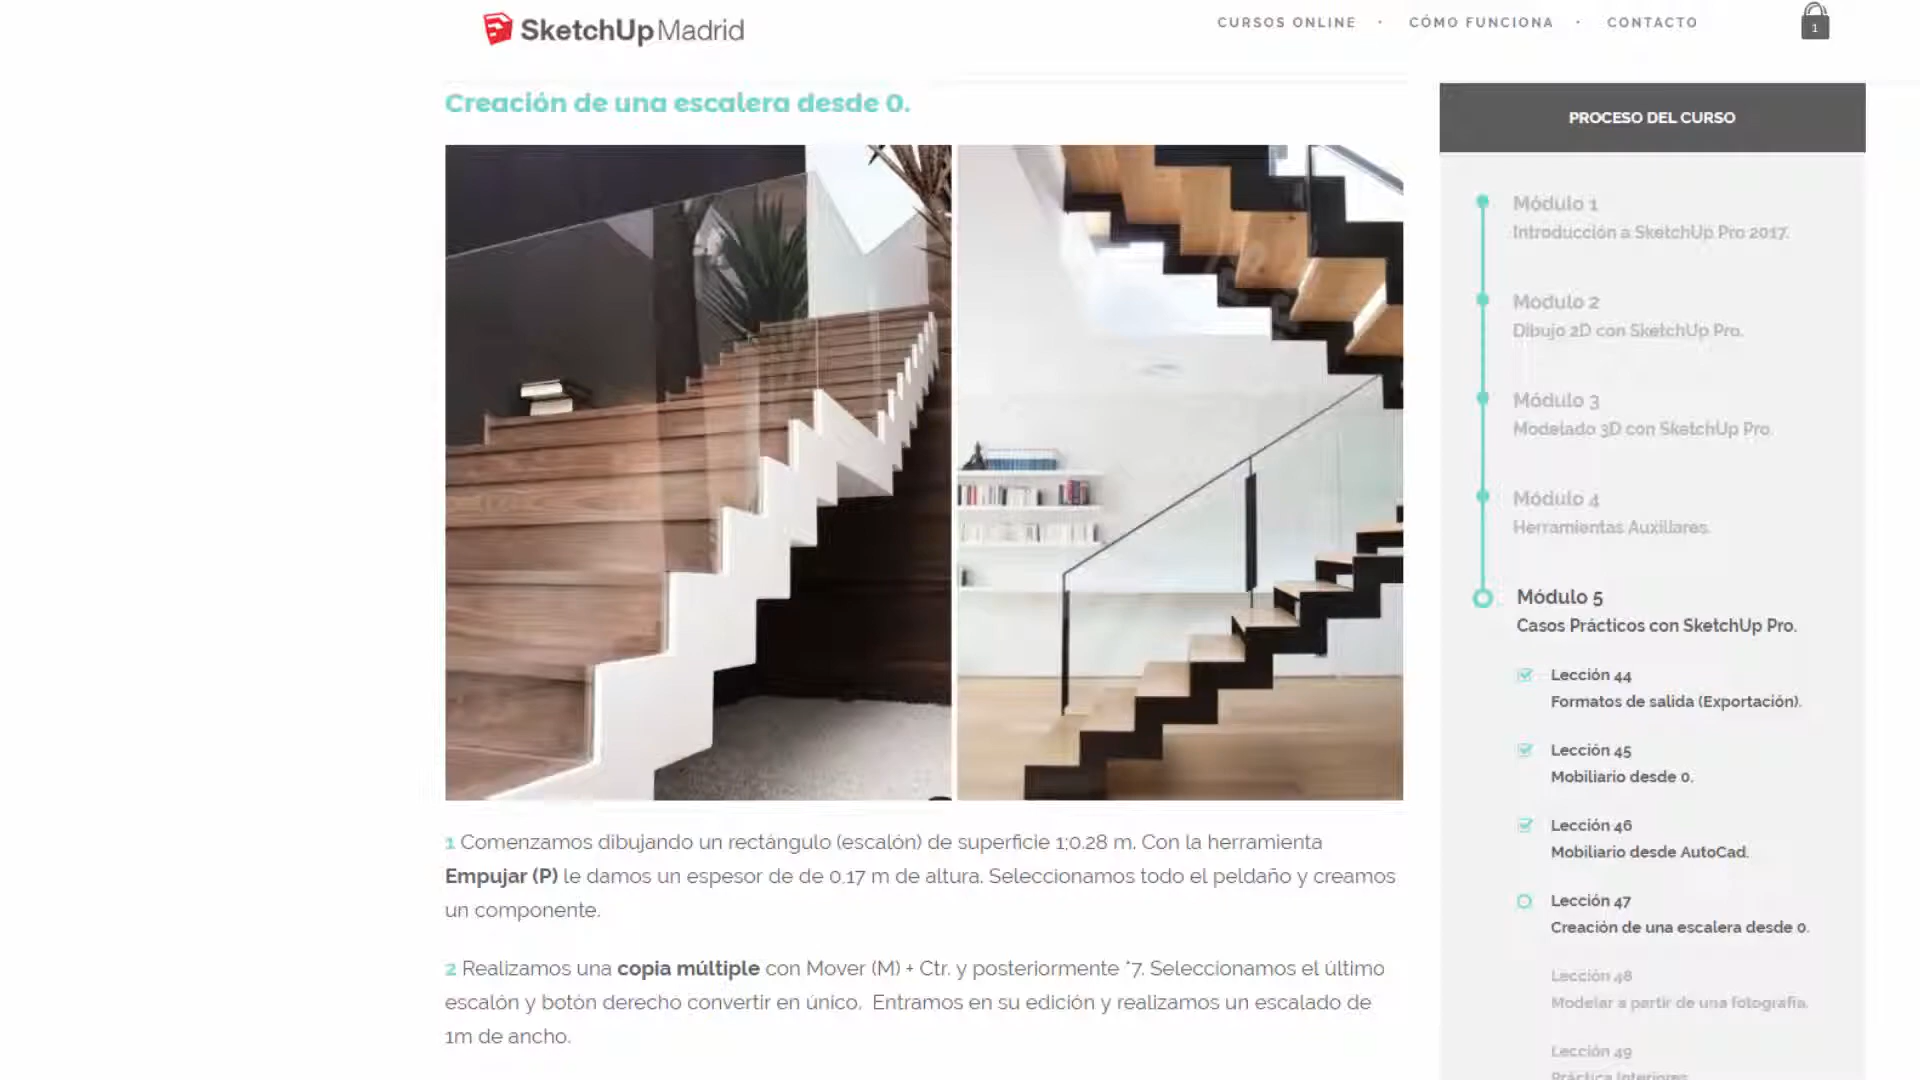 SketchUpMadrid
CURSOS ONLINE · CÓMO FUNCIONA · CONTACTO
1
Creación de una escalera desde 0.
1 Comenzamos dibujando un rectángulo (escalón) de superficie 1;0.28 m. Con la herramienta
Empujar (P) le damos un espesor de de 0.17 m de altura. Seleccionamos todo el peldaño y creamos
un componente.
2 Realizamos una copia múltiple con Mover (M) + Ctr. y posteriormente *7. Seleccionamos el último
escalón y botón derecho convertir en único. Entramos en su edición y realizamos un escalado de
1m de ancho.
PROCESO DEL CURSO
Módulo 1
Introducción a SketchUp Pro 2017.
Modulo 2
Dibujo 2D con SketchUp Pro.
Módulo 3
Modelado 3D con SketchUp Pro.
Módulo 4
Herramientas Auxiliares.
Módulo 5
Casos Prácticos con SketchUp Pro.
Lección 44
Formatos de salida (Exportación).
Lección 45
Mobiliario desde 0.
Lección 46
Mobiliario desde AutoCad.
Lección 47
Creación de una escalera desde 0.
Lección 48
Modelar a partir de una fotografía.
Lección 49
Práctica Interiores